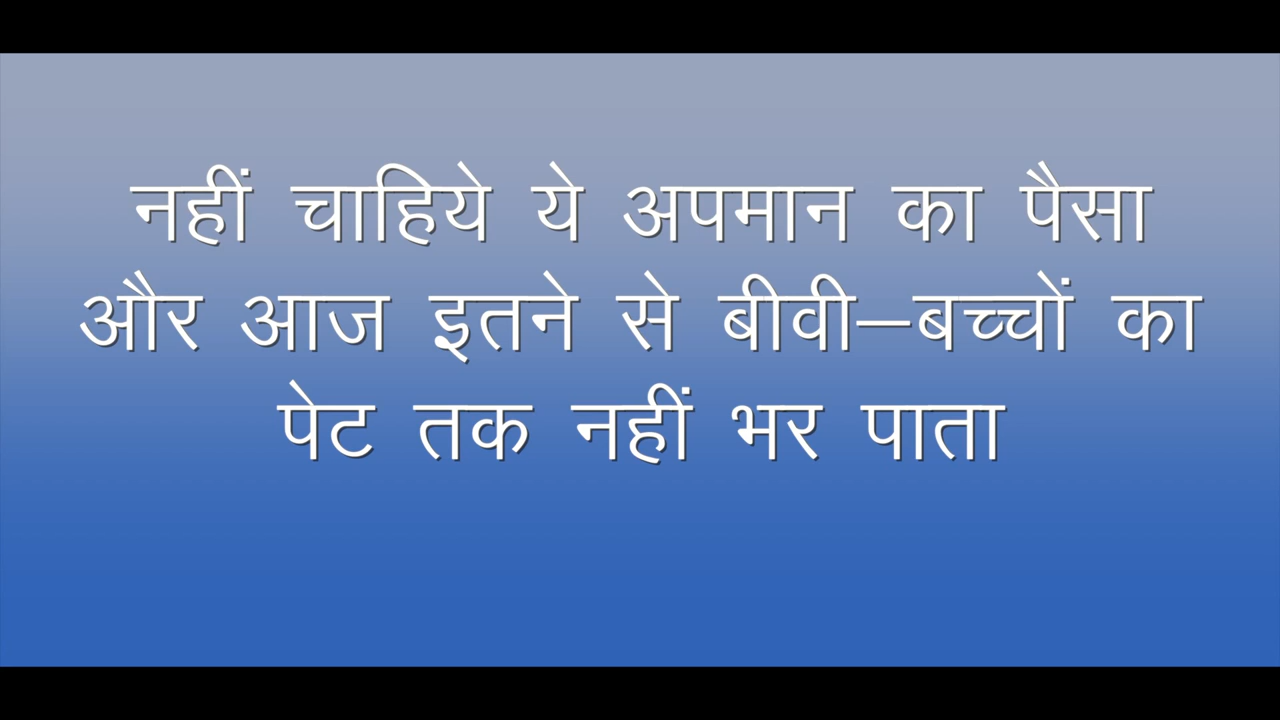 नहीं चाहिये ये अपमान का पैसा
और आज इतने से बीवी–बच्चों का
पेट तक नहीं भर पाता